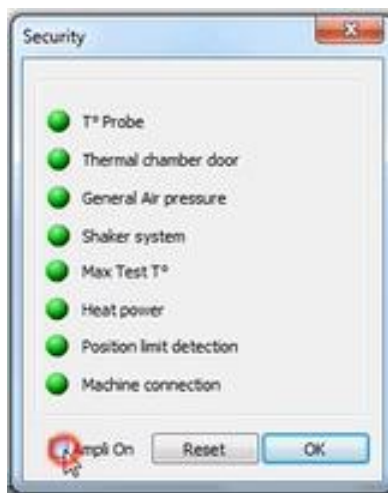 Security
T° Probe
Thermal chamber door
General Air pressure
Shaker system
Max Test T°
Heat power
Position limit detection
Machine connection
Ampli On Reset OK